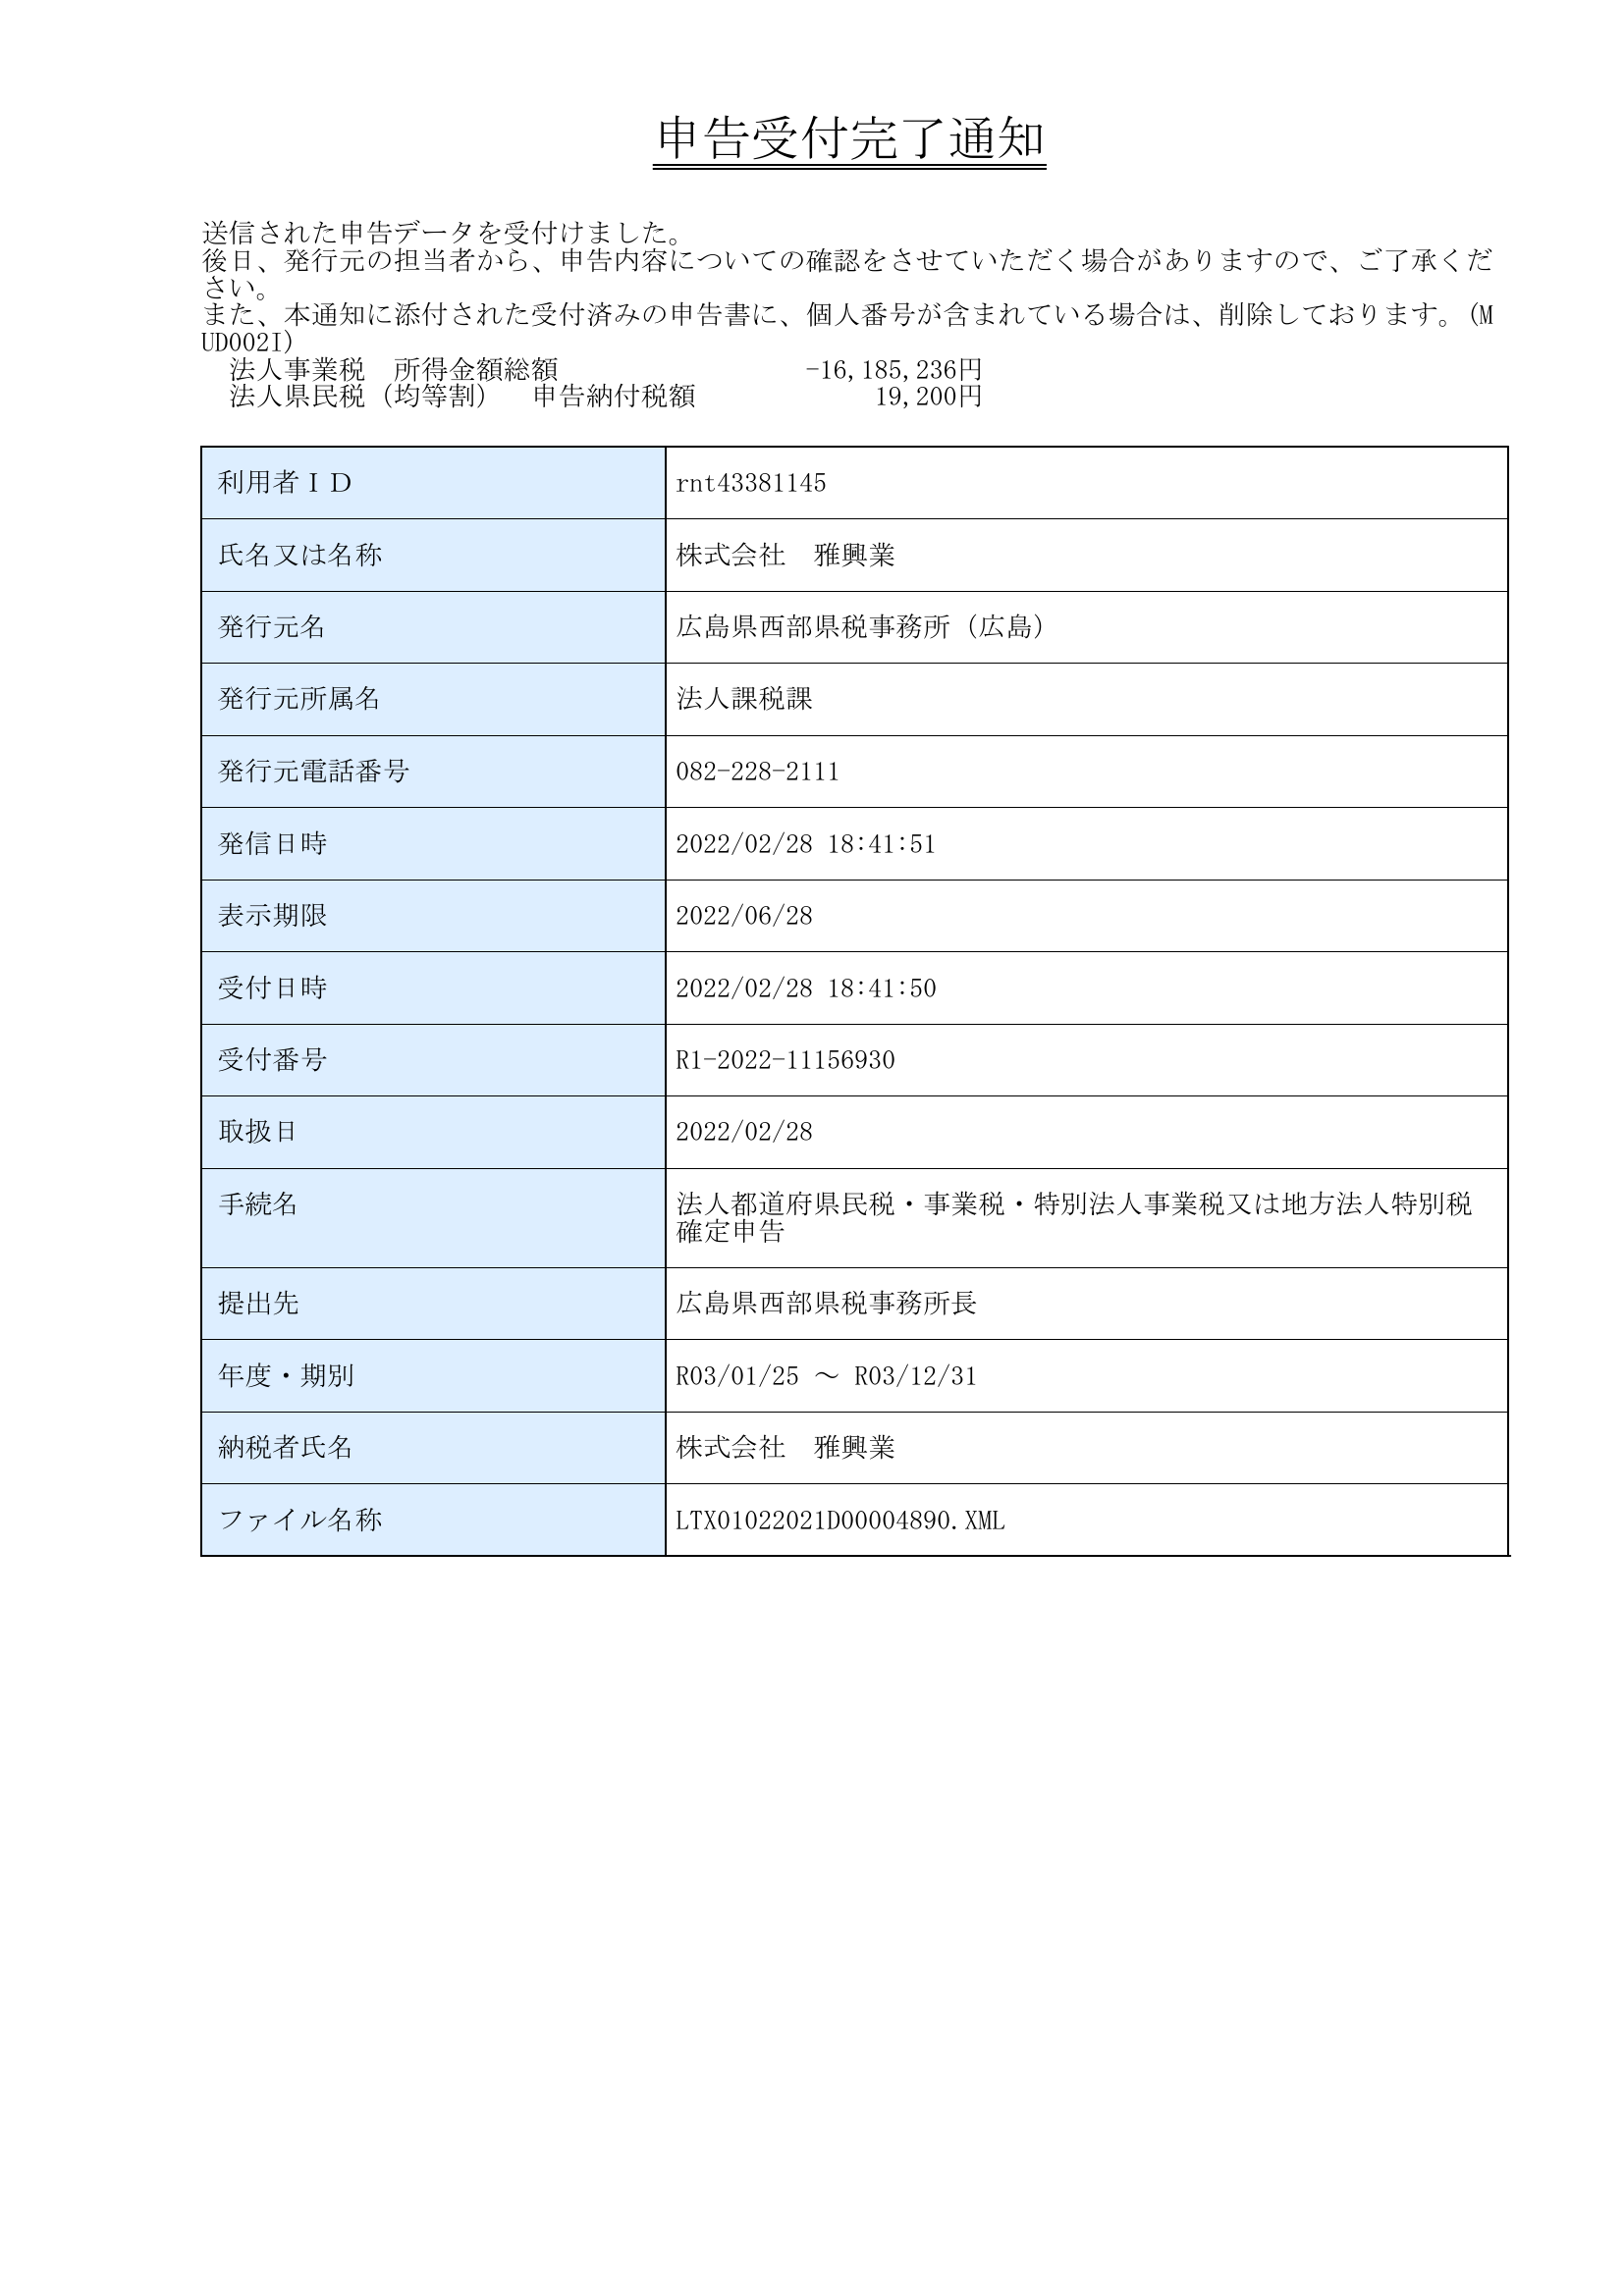 申告受付完了通知
送信された申告データを受付けました。
後日、発行元の担当者から、申告内容についての確認をさせていただく場合がありますので、ご了承くだ
さい。
また、本通知に添付された受付済みの申告書に、個人番号が含まれている場合は、削除しております。(M
UD002I)
法人事業税　所得金額総額　-16,185,236円
法人県民税（均等割）　申告納付税額　19,200円
利用者ＩＤ　rnt43381145
氏名又は名称　株式会社　雅興業
発行元名　広島県西部県税事務所（広島）
発行元所属名　法人課税課
発行元電話番号　082-228-2111
発信日時　2022/02/28 18:41:51
表示期限　2022/06/28
受付日時　2022/02/28 18:41:50
受付番号　R1-2022-11156930
取扱日　2022/02/28
手続名　法人都道府県民税・事業税・特別法人事業税又は地方法人特別税
確定申告
提出先　広島県西部県税事務所長
年度・期別　R03/01/25 ～ R03/12/31
納税者氏名　株式会社　雅興業
ファイル名称　LTX01022021D00004890.XML